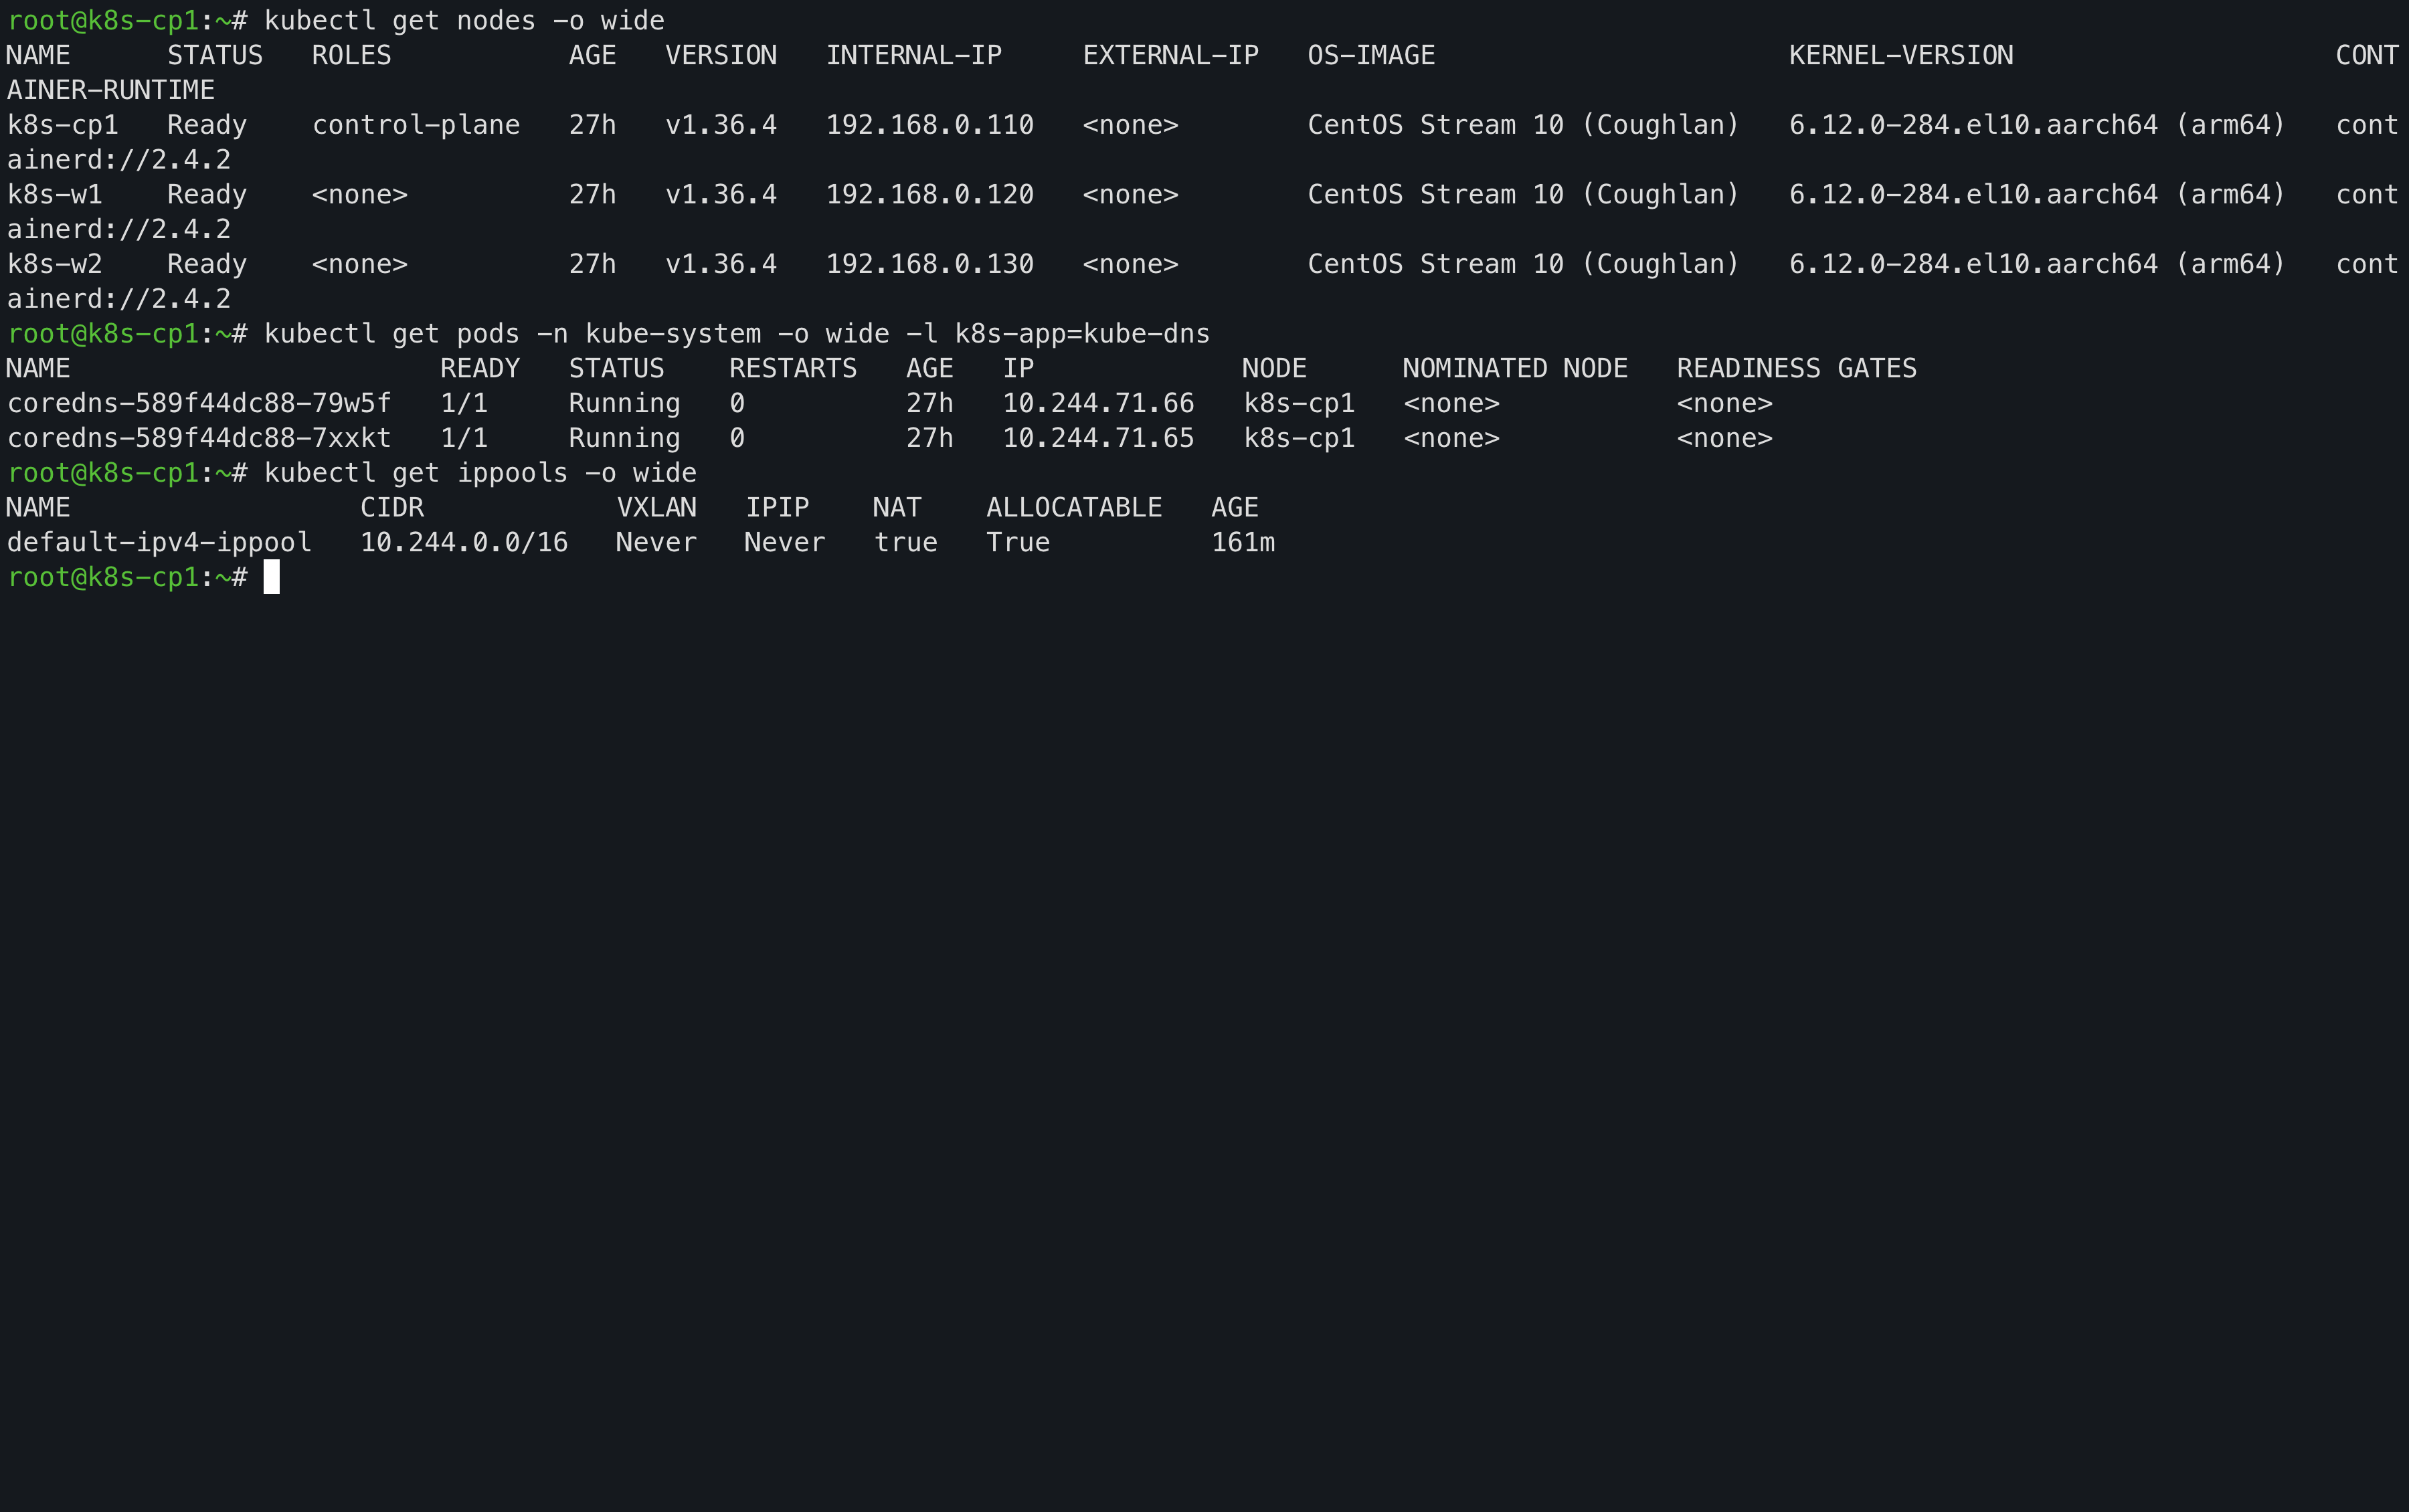 root@k8s-cp1:~# kubectl get nodes -o wide
NAME      STATUS   ROLES           AGE   VERSION   INTERNAL-IP     EXTERNAL-IP   OS-IMAGE                      KERNEL-VERSION                    CONT
AINER-RUNTIME
k8s-cp1   Ready    control-plane   27h   v1.36.4   192.168.0.110   <none>        CentOS Stream 10 (Coughlan)   6.12.0-284.el10.aarch64 (arm64)   cont
ainerd://2.4.2
k8s-w1    Ready    <none>          27h   v1.36.4   192.168.0.120   <none>        CentOS Stream 10 (Coughlan)   6.12.0-284.el10.aarch64 (arm64)   cont
ainerd://2.4.2
k8s-w2    Ready    <none>          27h   v1.36.4   192.168.0.130   <none>        CentOS Stream 10 (Coughlan)   6.12.0-284.el10.aarch64 (arm64)   cont
ainerd://2.4.2
root@k8s-cp1:~# kubectl get pods -n kube-system -o wide -l k8s-app=kube-dns
NAME                       READY   STATUS    RESTARTS   AGE   IP             NODE      NOMINATED NODE   READINESS GATES
coredns-589f44dc88-79w5f   1/1     Running   0          27h   10.244.71.66   k8s-cp1   <none>           <none>
coredns-589f44dc88-7xxkt   1/1     Running   0          27h   10.244.71.65   k8s-cp1   <none>           <none>
root@k8s-cp1:~# kubectl get ippools -o wide
NAME                  CIDR            VXLAN   IPIP    NAT    ALLOCATABLE   AGE
default-ipv4-ippool   10.244.0.0/16   Never   Never   true   True          161m
root@k8s-cp1:~#